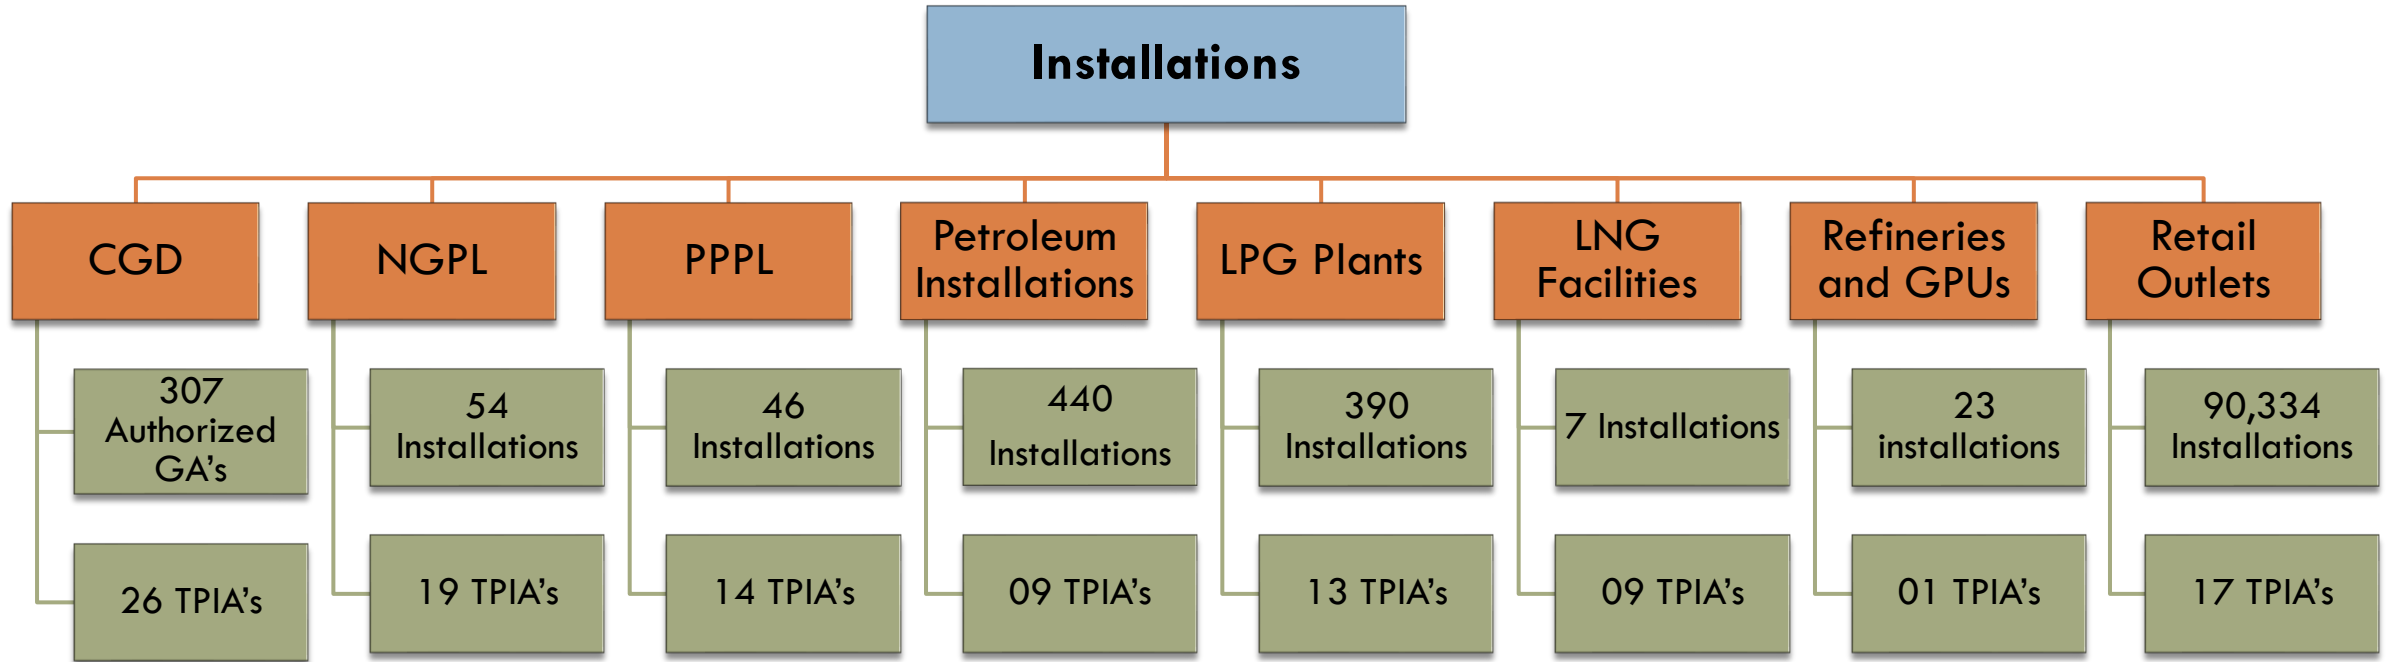 Installations
CGD
NGPL
PPPL
Petroleum
Installations
LPG Plants
LNG
Facilities
Refineries
and GPUs
Retail
Outlets
307
Authorized
GA’s
54
Installations
46
Installations
440
Installations
390
Installations
7 Installations
23
installations
90,334
Installations
26 TPIA’s
19 TPIA’s
14 TPIA’s
09 TPIA’s
13 TPIA’s
09 TPIA’s
01 TPIA’s
17 TPIA’s